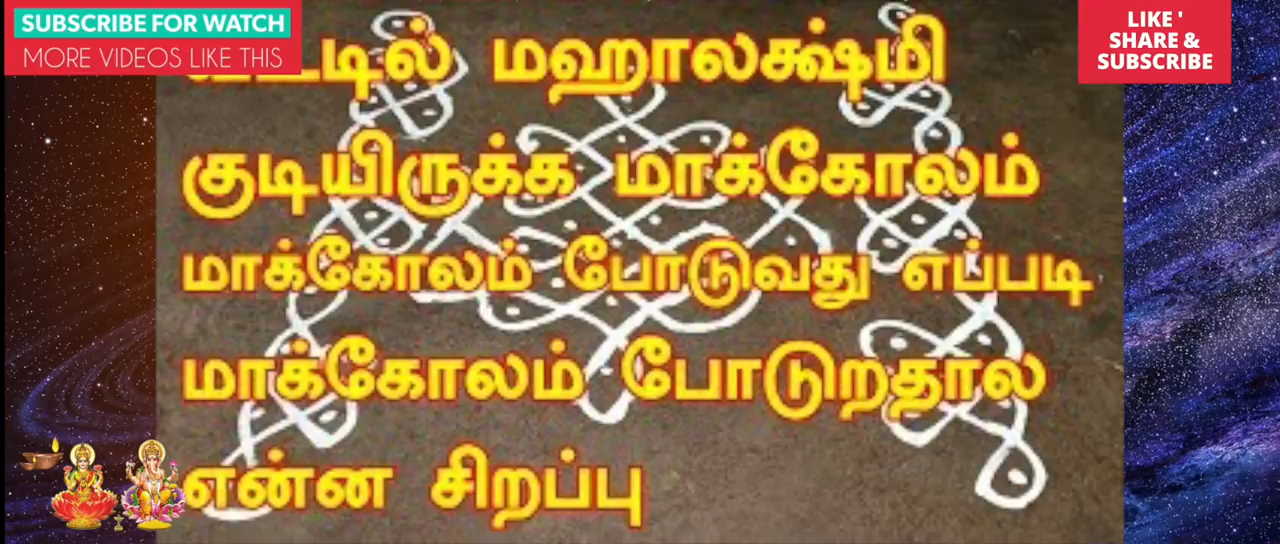 SUBSCRIBE FOR WATCH
MORE VIDEOS LIKE THIS
LIKE '
SHARE &
SUBSCRIBE
மஹாலக்ஷ்மி
குடியிருக்க மாக்கோலம்
மாக்கோலம் போடுவது எப்படி
மாக்கோலம் போடுறதால
என்ன சிறப்பு